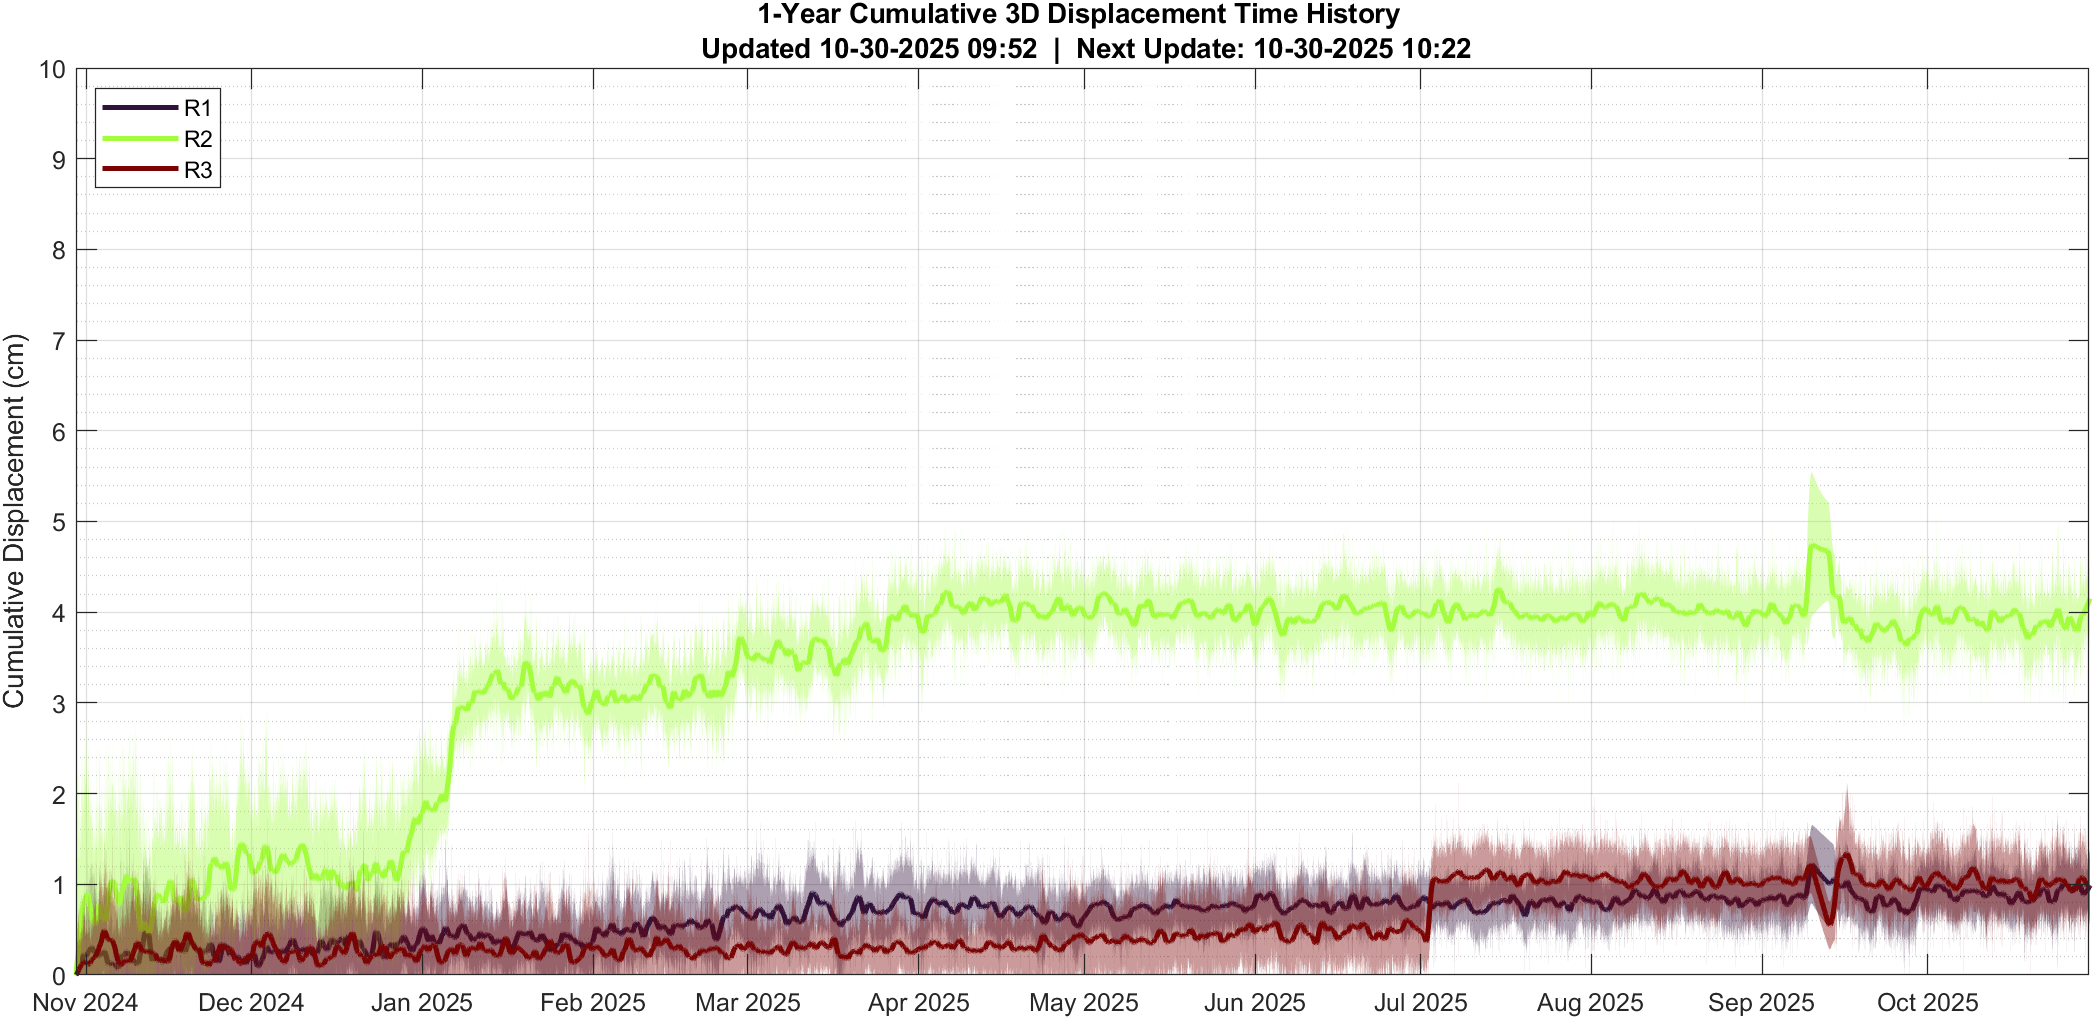 1-Year Cumulative 3D Displacement Time History
Updated 10-30-2025 09:52 | Next Update: 10-30-2025 10:22
R1
R2
R3
Cumulative Displacement (cm)
10
9
8
7
6
5
4
3
2
1
0
Nov 2024 Dec 2024 Jan 2025 Feb 2025 Mar 2025 Apr 2025 May 2025 Jun 2025 Jul 2025 Aug 2025 Sep 2025 Oct 2025